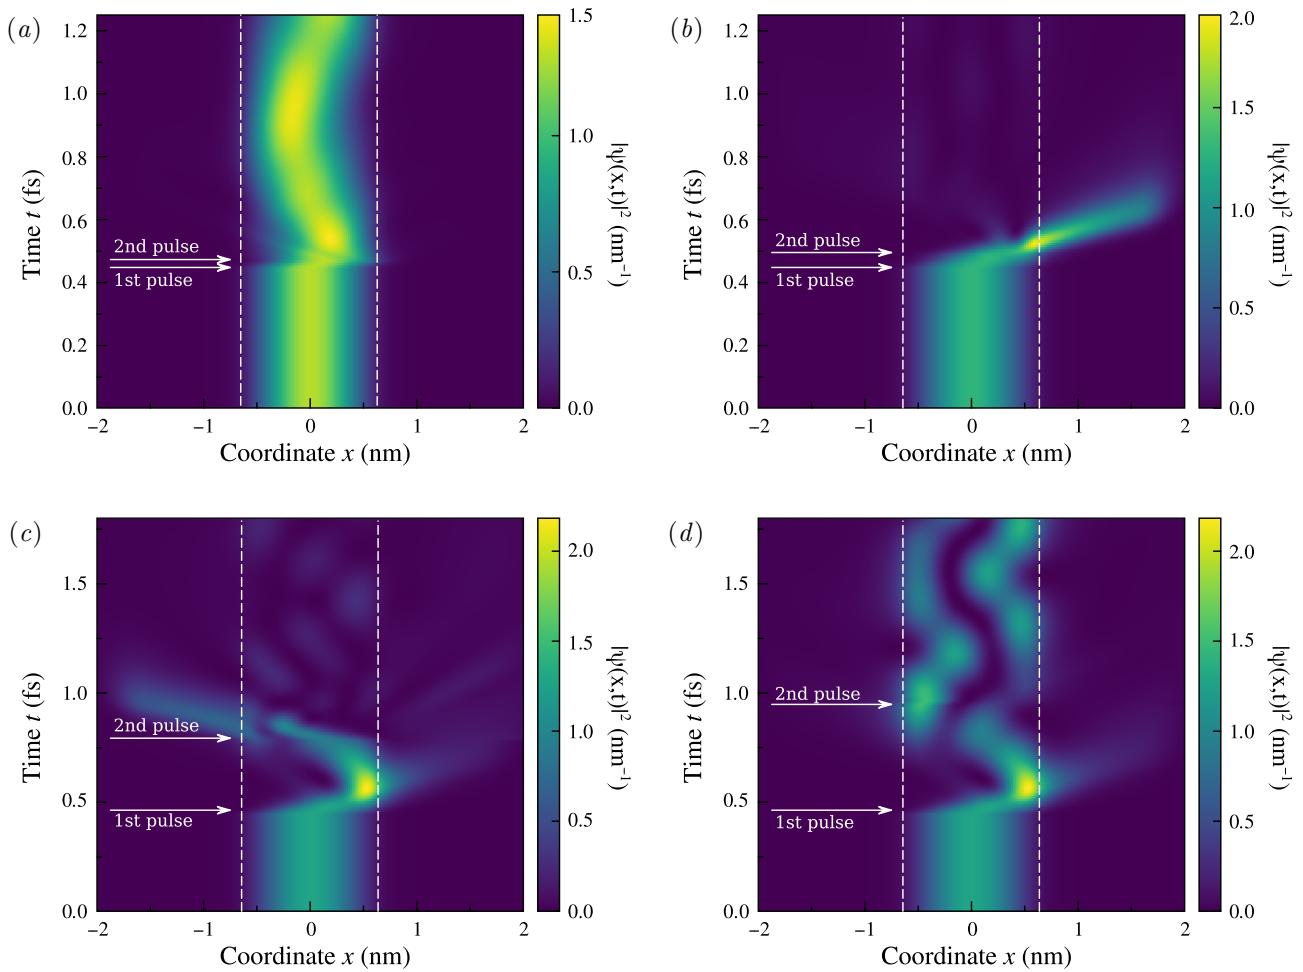 (a)
1.2
1.0
0.8
0.6
0.4
0.2
0.0
Time t (fs)
2nd pulse
1st pulse
−2 −1 0 1 2
Coordinate x (nm)
1.5
1.0
0.5
0.0
|ψ(x,t)|² (nm⁻¹)
(b)
1.2
1.0
0.8
0.6
0.4
0.2
0.0
Time t (fs)
2nd pulse
1st pulse
−2 −1 0 1 2
Coordinate x (nm)
2.0
1.5
1.0
0.5
0.0
|ψ(x,t)|² (nm⁻¹)
(c)
1.5
1.0
0.5
0.0
Time t (fs)
2nd pulse
1st pulse
−2 −1 0 1 2
Coordinate x (nm)
2.0
1.5
1.0
0.5
0.0
|ψ(x,t)|² (nm⁻¹)
(d)
1.5
1.0
0.5
0.0
Time t (fs)
2nd pulse
1st pulse
−2 −1 0 1 2
Coordinate x (nm)
2.0
1.5
1.0
0.5
0.0
|ψ(x,t)|² (nm⁻¹)